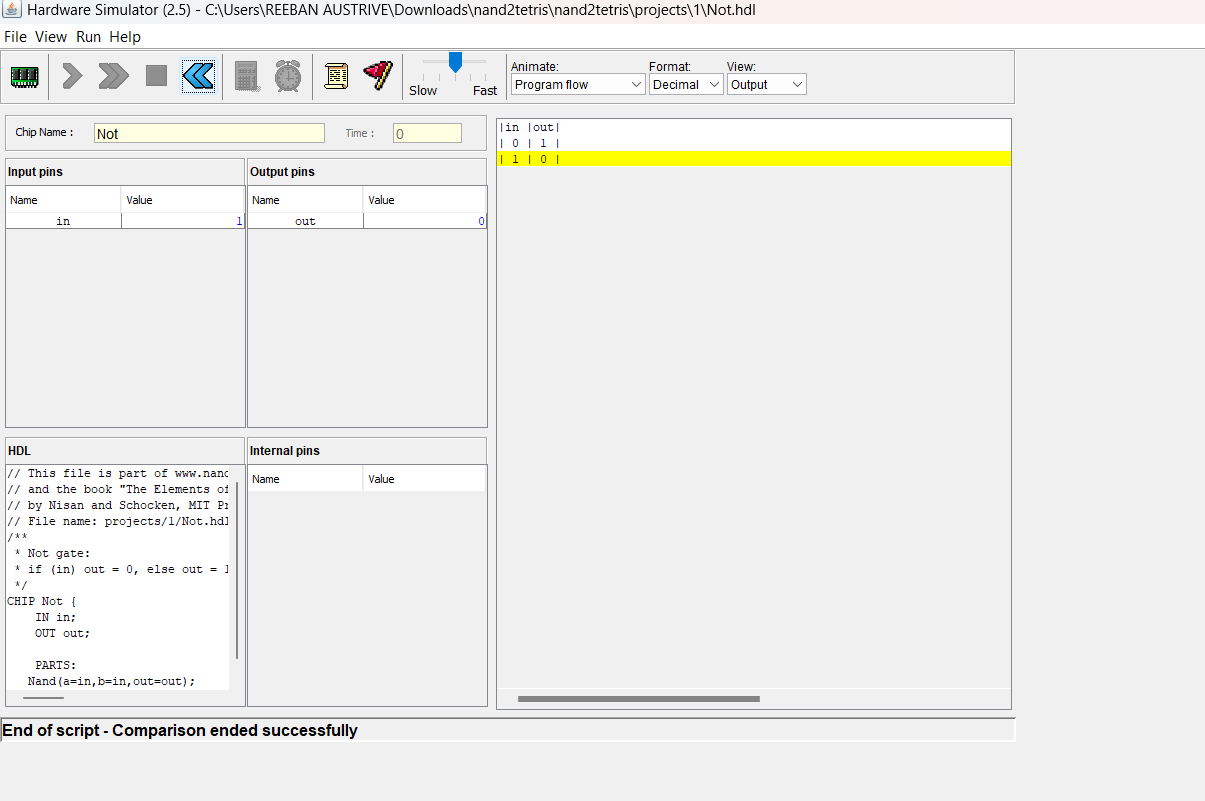 Hardware Simulator (2.5) - C:\Users\REEBAN AUSTRIVE\Downloads\nand2tetris\nand2tetris\projects\1\Not.hdl
File View Run Help
Slow Fast
Animate: Format: View:
Program flow Decimal Output
Chip Name : Not Time : 0
Input pins
Name Value
in 1
Output pins
Name Value
out 0
HDL
// This file is part of www.nand
// and the book "The Elements of
// by Nisan and Schocken, MIT Pr
// File name: projects/1/Not.hdl
/**
* Not gate:
* if (in) out = 0, else out = 1
*/
CHIP Not {
IN in;
OUT out;
PARTS:
Nand(a=in,b=in,out=out);
Internal pins
Name Value
|in |out|
| 0 | 1 |
| 1 | 0 |
End of script - Comparison ended successfully